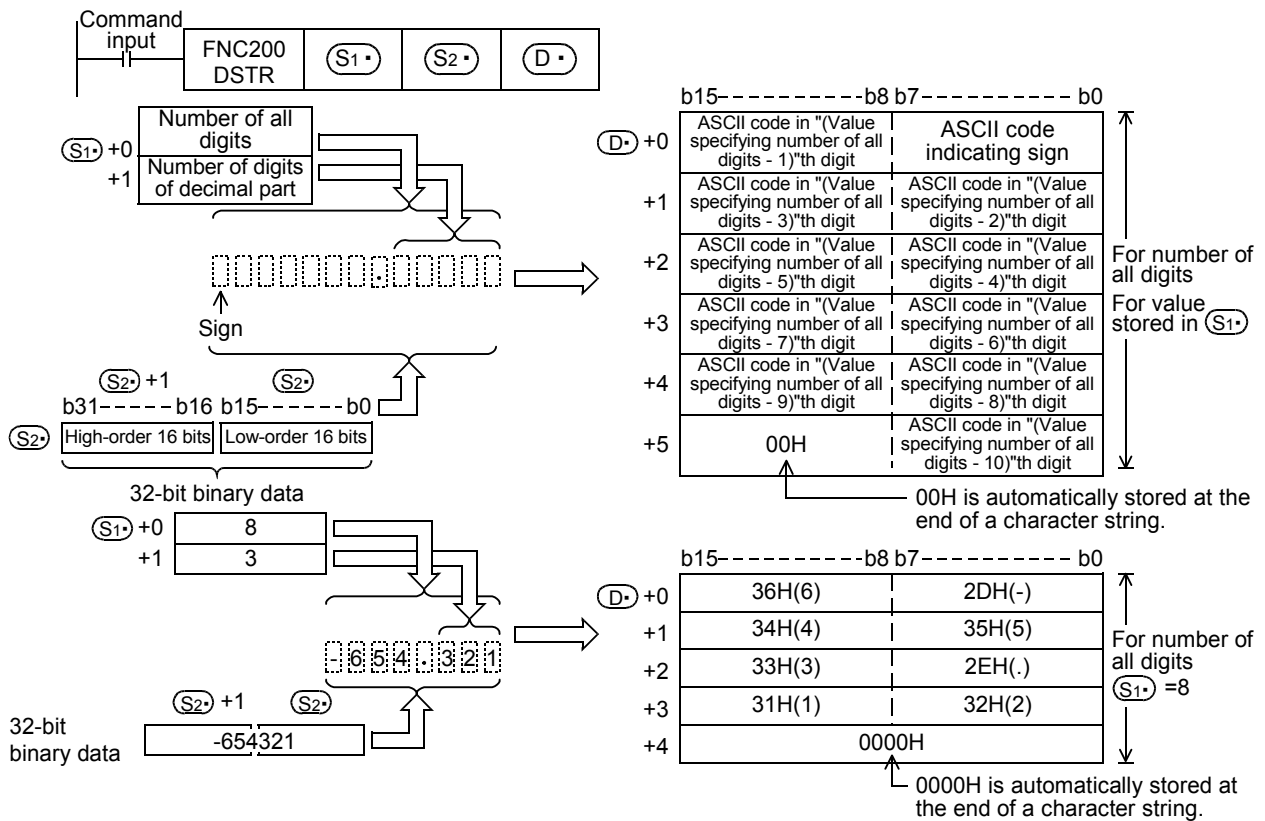 Command
input
FNC200
DSTR
S1・
S2・
D・
S1・ +0
Number of all
digits
+1
Number of digits
of decimal part
.
Sign
S2・ +1
S2・
b31------b16 b15---------b0
S2・
High-order 16 bits
Low-order 16 bits
32-bit binary data
b15----------b8 b7----------- b0
D・ +0
ASCII code in "(Value
specifying number of all
digits - 1)"th digit
ASCII code
indicating sign
+1
ASCII code in "(Value
specifying number of all
digits - 3)"th digit
ASCII code in "(Value
specifying number of all
digits - 2)"th digit
+2
ASCII code in "(Value
specifying number of all
digits - 5)"th digit
ASCII code in "(Value
specifying number of all
digits - 4)"th digit
+3
ASCII code in "(Value
specifying number of all
digits - 7)"th digit
ASCII code in "(Value
specifying number of all
digits - 6)"th digit
+4
ASCII code in "(Value
specifying number of all
digits - 9)"th digit
ASCII code in "(Value
specifying number of all
digits - 8)"th digit
+5
00H
ASCII code in "(Value
specifying number of all
digits - 10)"th digit
For number of
all digits
For value
stored in S1・
00H is automatically stored at the
end of a character string.
S1・ +0
8
+1
3
- 6 5 4 . 3 2 1
S2・ +1
S2・
32-bit
binary data
-654321
b15----------b8 b7----------- b0
D・ +0
36H(6)
2DH(-)
+1
34H(4)
35H(5)
+2
33H(3)
2EH(.)
+3
31H(1)
32H(2)
+4
0000H
For number of
all digits
S1・ =8
0000H is automatically stored at
the end of a character string.